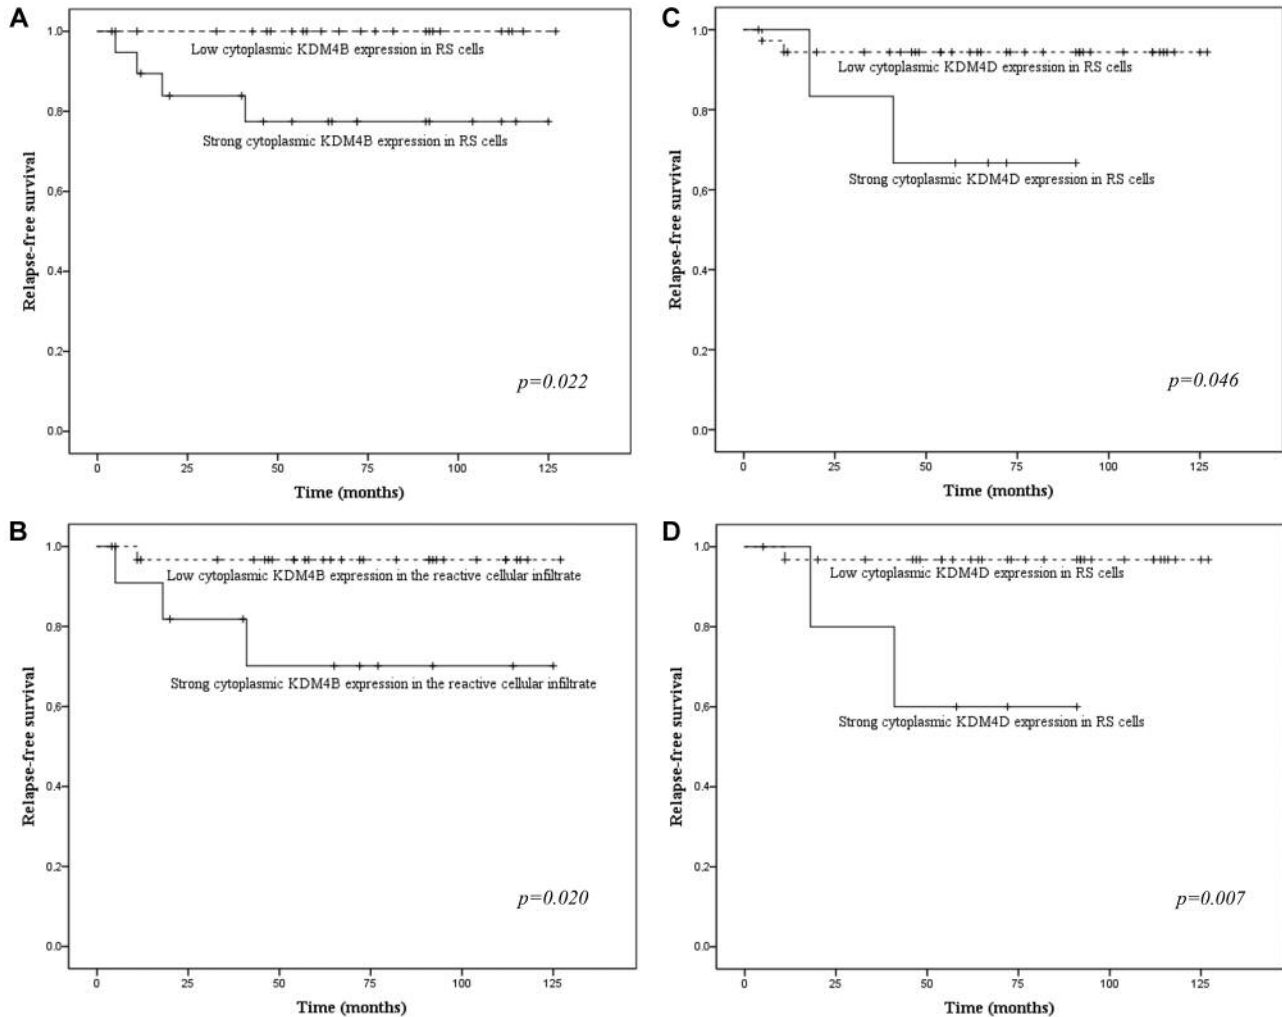 A
Relapse-free survival
1.0
0.8
0,6
0.4
0.2
0.0
Low cytoplasmic KDM4B expression in RS cells
Strong cytoplasmic KDM4B expression in RS cells
p=0.022
0 25 50 75 100 125
Time (months)
C
Relapse-free survival
1.0
0.8
0,6
0.4
0.2
0.0
Low cytoplasmic KDM4D expression in RS cells
Strong cytoplasmic KDM4D expression in RS cells
p=0.046
0 25 50 75 100 125
Time (months)
B
Relapse-free survival
1.0
0.8
0,6
0.4
0.2
0.0
Low cytoplasmic KDM4B expression in the reactive cellular infiltrate
Strong cytoplasmic KDM4B expression in the reactive cellular infiltrate
p=0.020
0 25 50 75 100 125
Time (months)
D
Relapse-free survival
1.0
0.8
0,6
0.4
0.2
0.0
Low cytoplasmic KDM4D expression in RS cells
Strong cytoplasmic KDM4D expression in RS cells
p=0.007
0 25 50 75 100 125
Time (months)